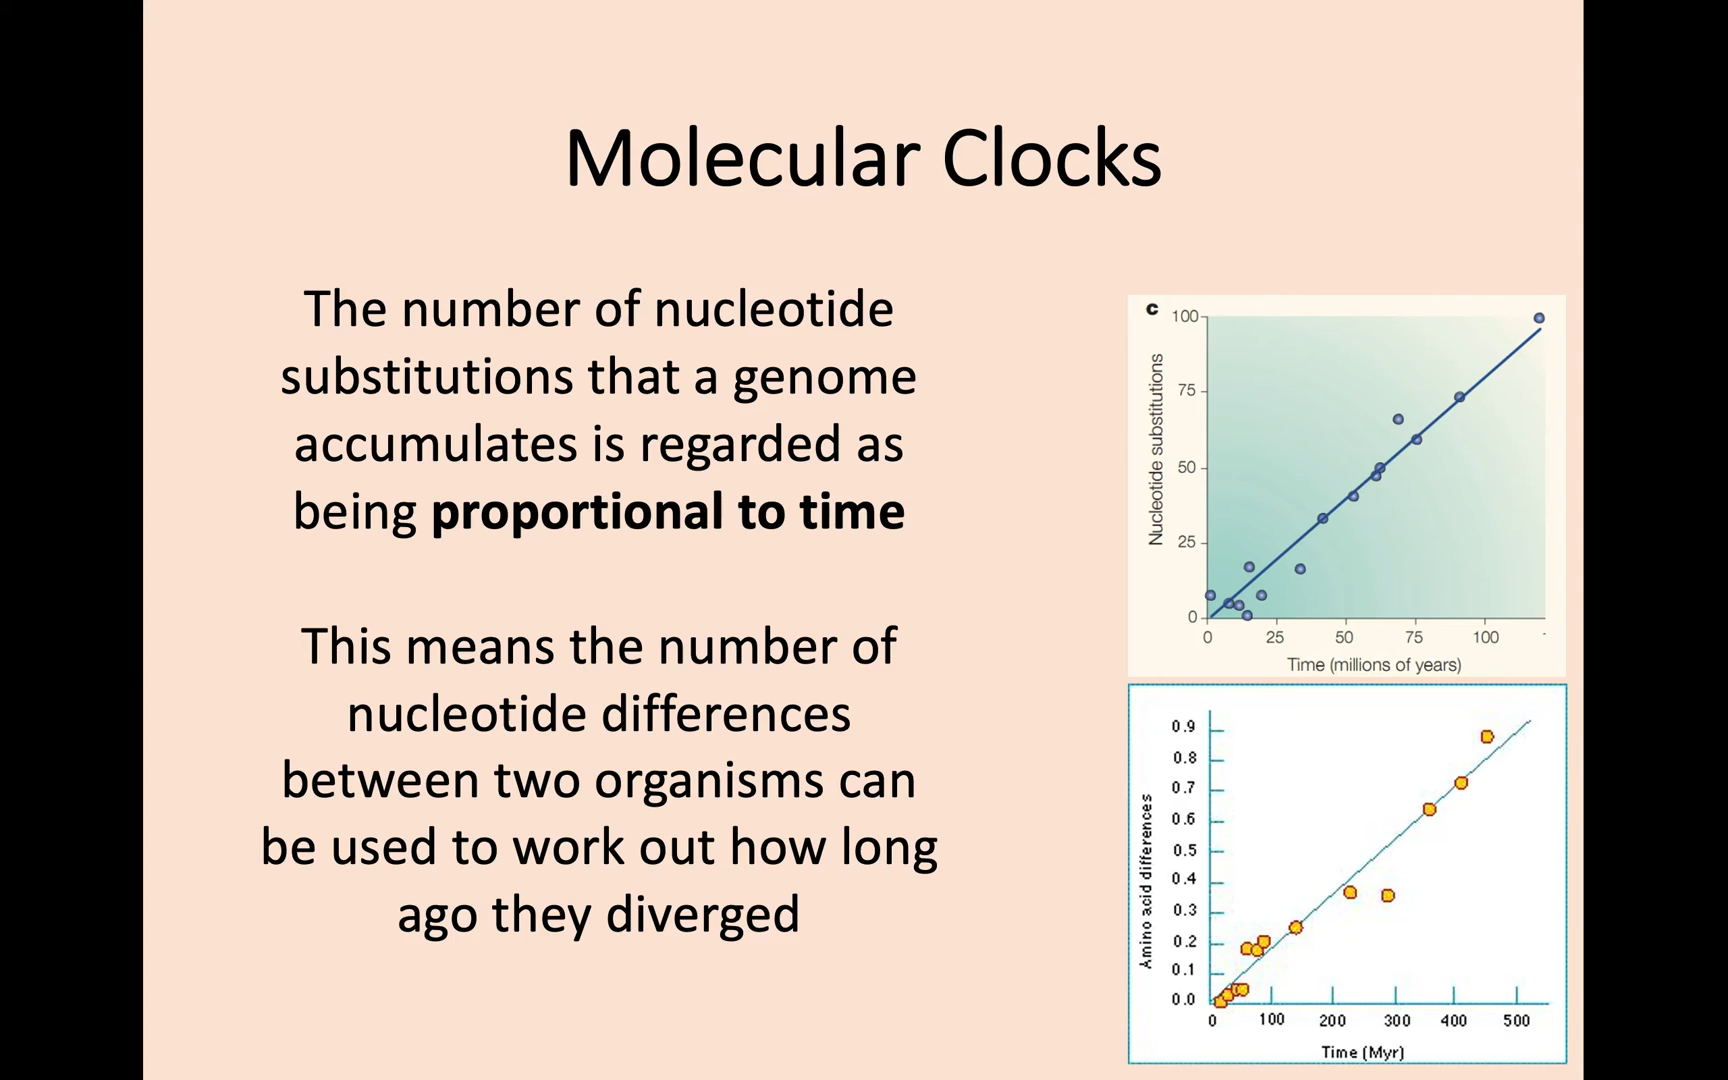 Molecular Clocks
The number of nucleotide
substitutions that a genome
accumulates is regarded as
being proportional to time
This means the number of
nucleotide differences
between two organisms can
be used to work out how long
ago they diverged
c
Nucleotide substitutions
100
75
50
25
0
0 25 50 75 100
Time (millions of years)
Amino acid differences
0.9
0.8
0.7
0.6
0.5
0.4
0.3
0.2
0.1
0.0
0 100 200 300 400 500
Time (Myr)